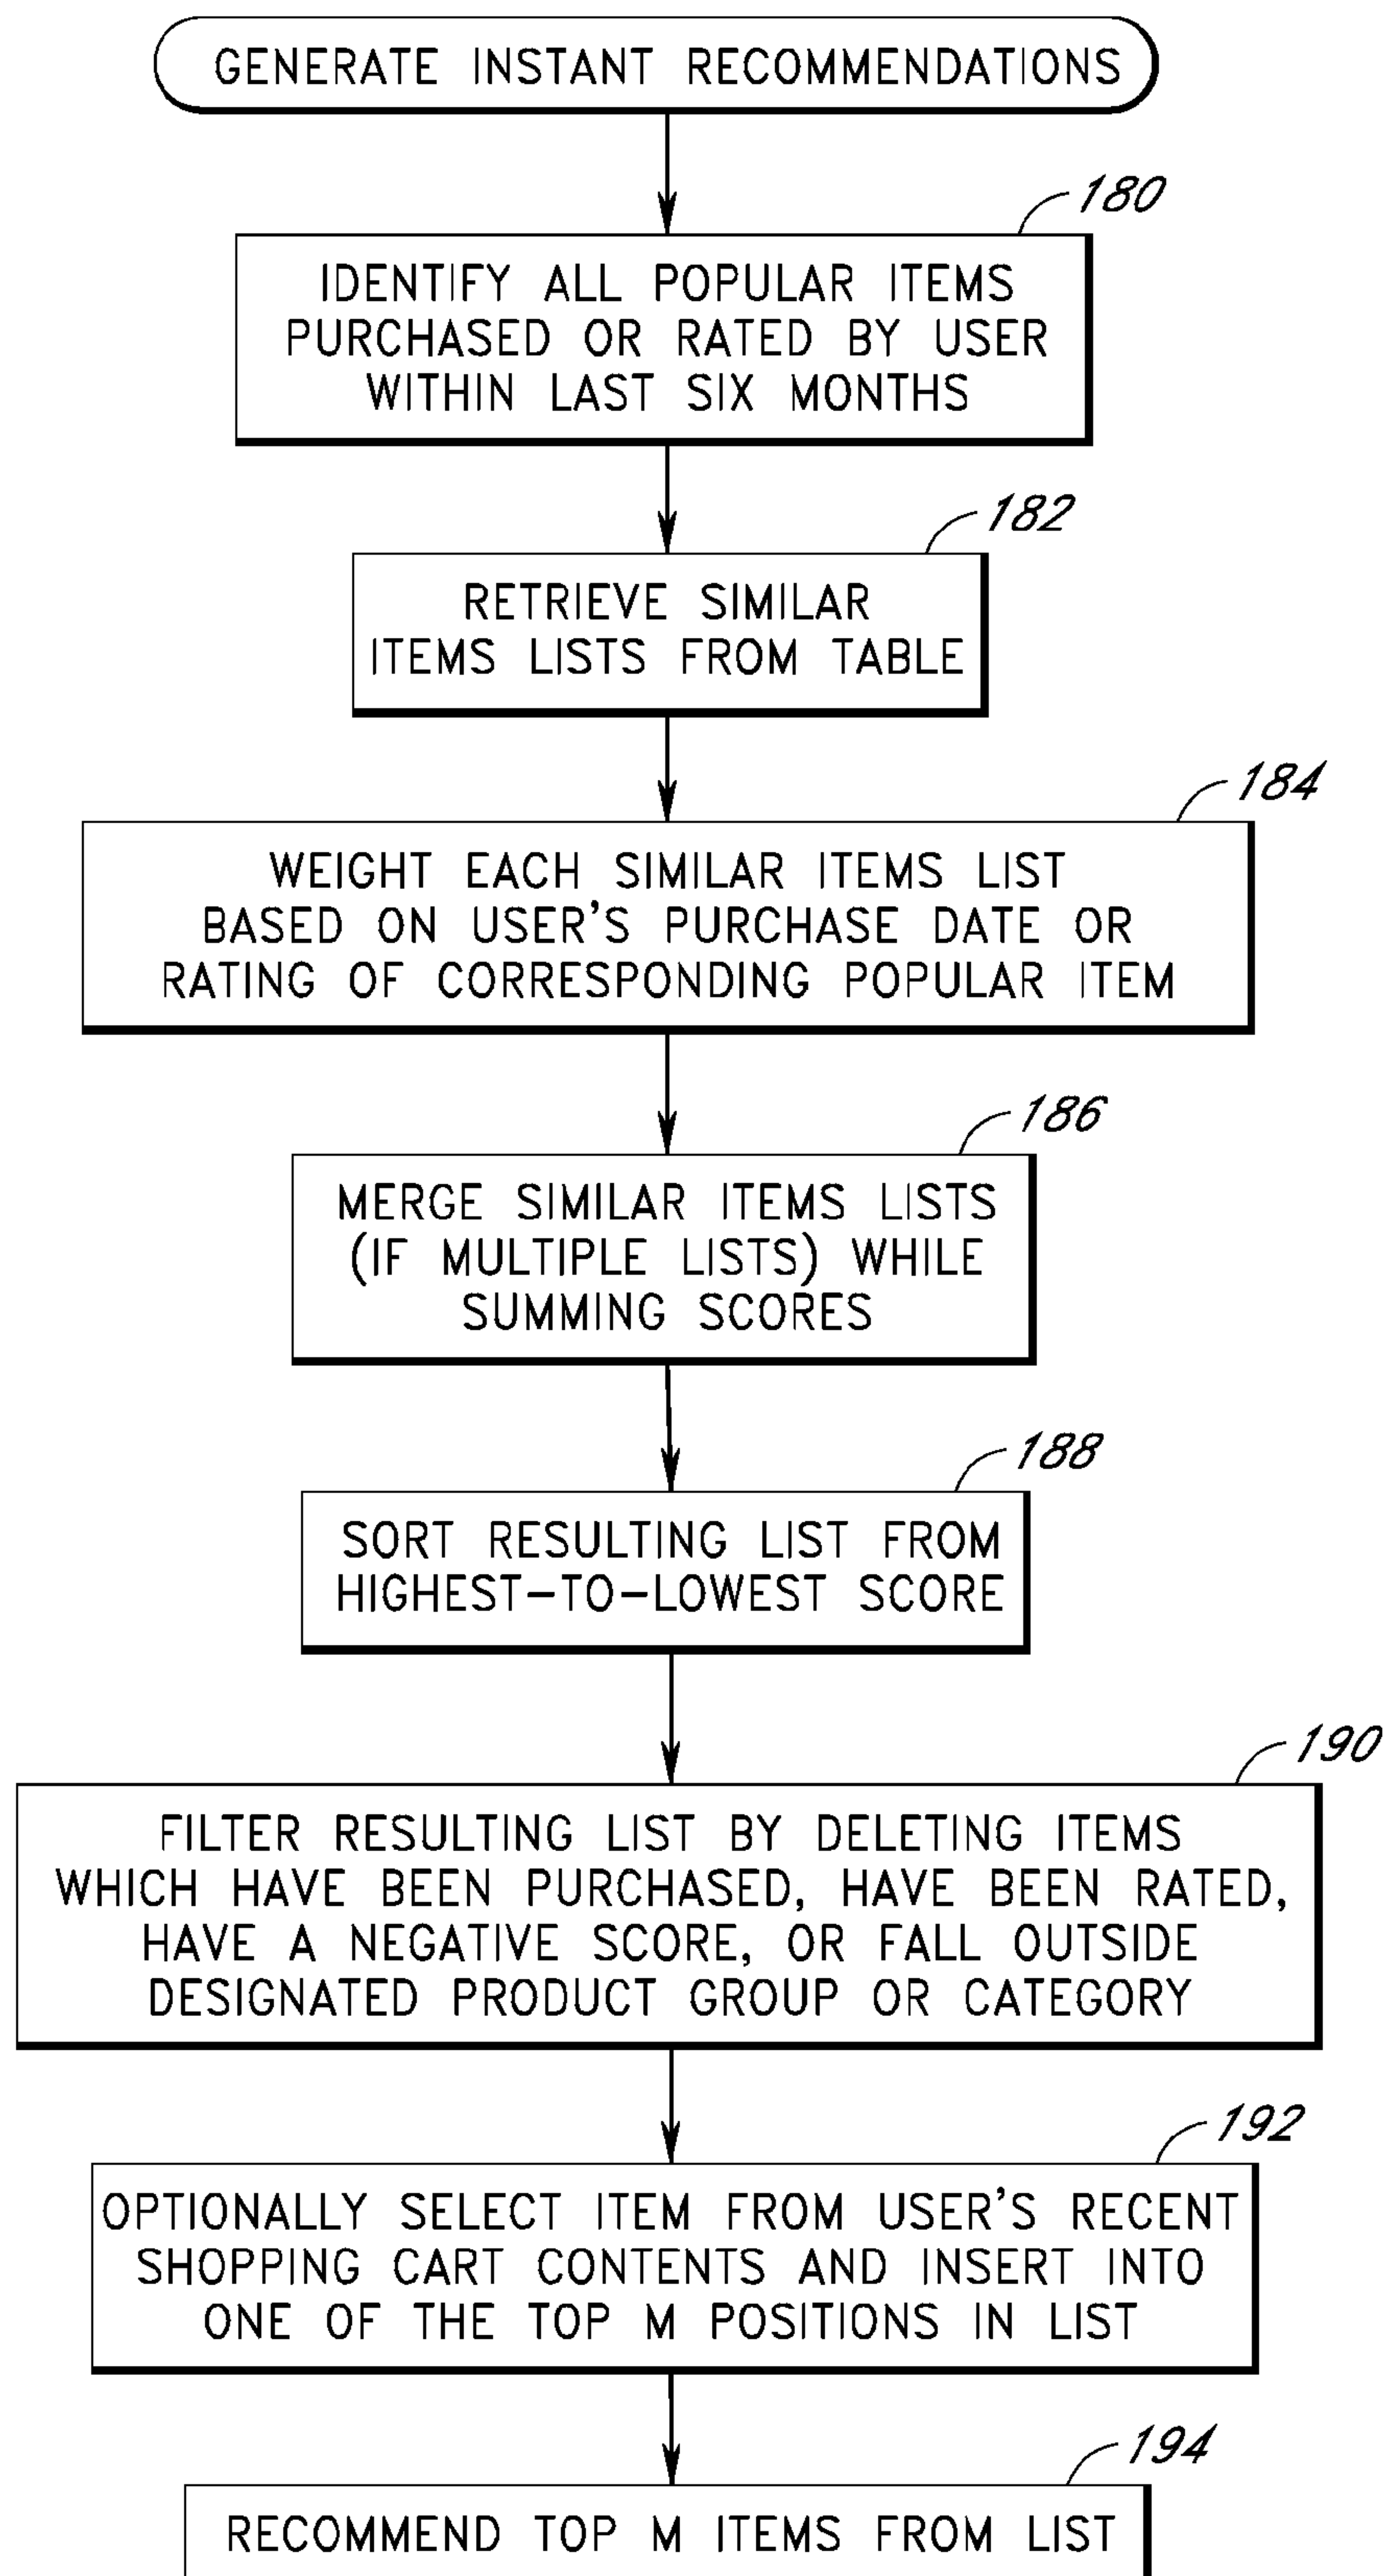 GENERATE INSTANT RECOMMENDATIONS
180
IDENTIFY ALL POPULAR ITEMS
PURCHASED OR RATED BY USER
WITHIN LAST SIX MONTHS
182
RETRIEVE SIMILAR
ITEMS LISTS FROM TABLE
184
WEIGHT EACH SIMILAR ITEMS LIST
BASED ON USER'S PURCHASE DATE OR
RATING OF CORRESPONDING POPULAR ITEM
186
MERGE SIMILAR ITEMS LISTS
(IF MULTIPLE LISTS) WHILE
SUMMING SCORES
188
SORT RESULTING LIST FROM
HIGHEST-TO-LOWEST SCORE
190
FILTER RESULTING LIST BY DELETING ITEMS
WHICH HAVE BEEN PURCHASED, HAVE BEEN RATED,
HAVE A NEGATIVE SCORE, OR FALL OUTSIDE
DESIGNATED PRODUCT GROUP OR CATEGORY
192
OPTIONALLY SELECT ITEM FROM USER'S RECENT
SHOPPING CART CONTENTS AND INSERT INTO
ONE OF THE TOP M POSITIONS IN LIST
194
RECOMMEND TOP M ITEMS FROM LIST